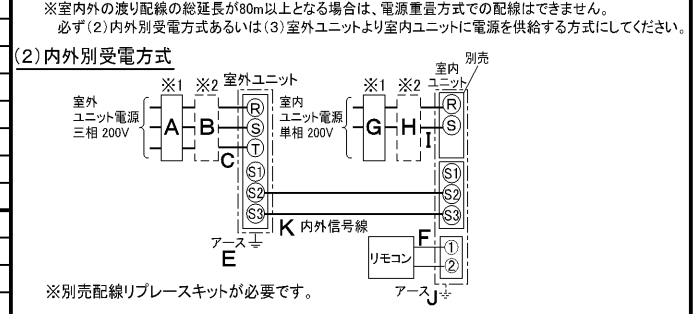 ※室内外の渡り配線の総延長が80m以上となる場合は、電源重畳方式での配線はできません。
必ず(2)内外別受電方式あるいは(3)室外ユニットより室内ユニットに電源を供給する方式にしてください。
(2)内外別受電方式
別売
※1 ※2 室外ユニット
※1 ※2 室内
ユニット
室外
ユニット電源
三相 200V
A B C
R
S
T
S1
S2
S3
室内
ユニット電源
単相 200V
G H I
R
S
S1
S2
S3
K 内外信号線
アース
E
リモコン
F
①
②
アース J
※別売配線リプレースキットが必要です。